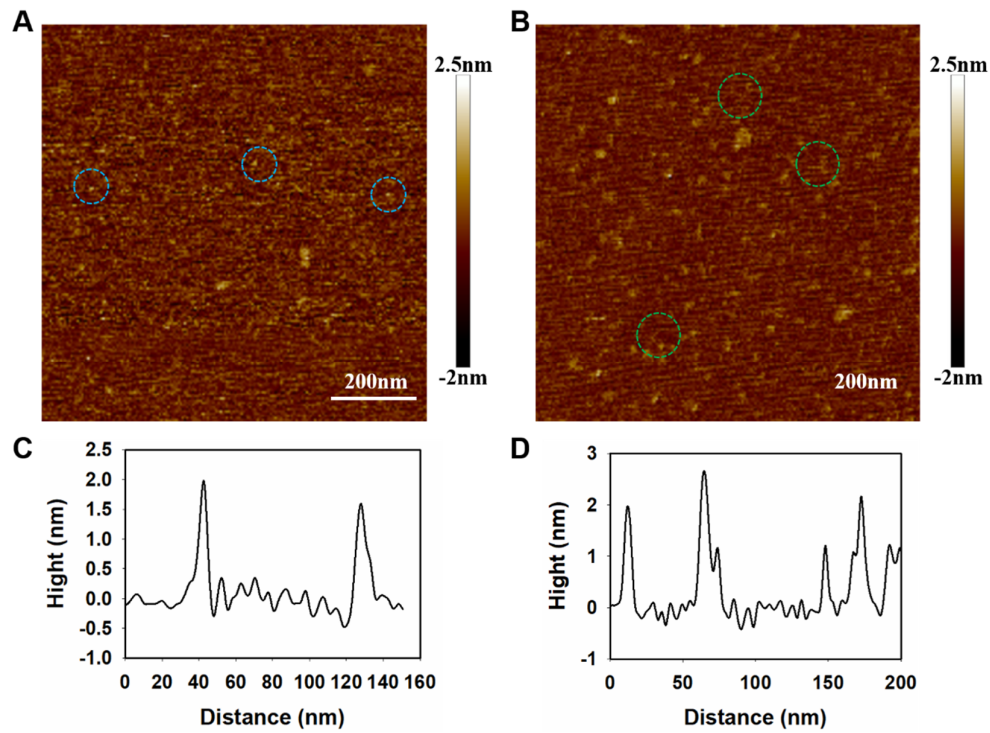 A
B
2.5nm
2.5nm
200nm
-2nm
200nm
-2nm
C
D
2.5
2.0
1.5
1.0
0.5
0.0
-0.5
-1.0
Hight (nm)
0 20 40 60 80 100 120 140 160
Distance (nm)
3
2
1
0
-1
Hight (nm)
0 50 100 150 200
Distance (nm)